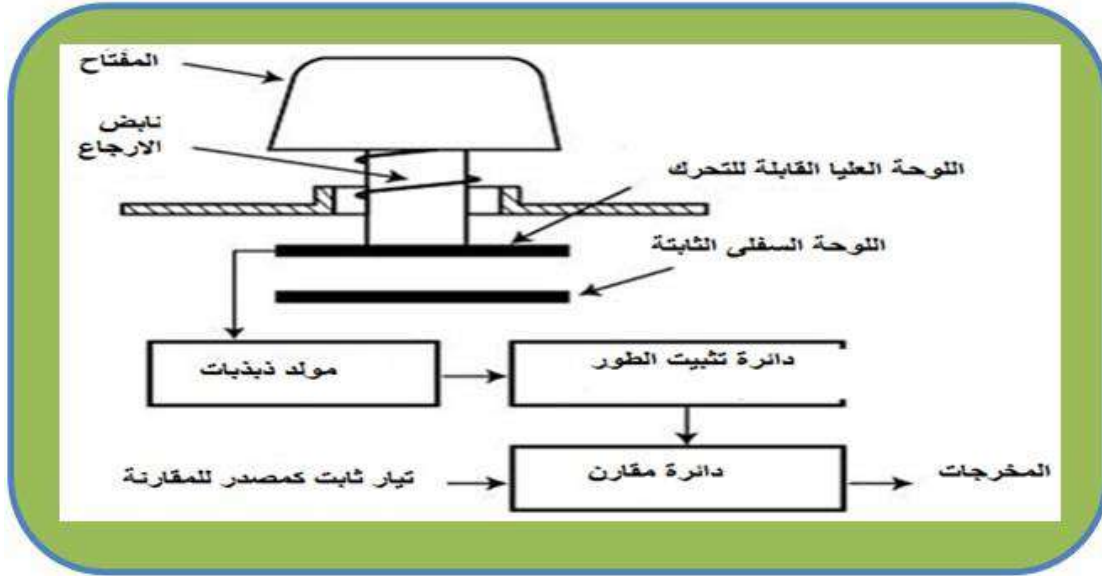 المفتاح
نابض
الارجاع
اللوحة العليا القابلة للتحرك
اللوحة السفلى الثابتة
دائرة تثبيت الطور
مولد ذبذبات
دائرة مقارن
تيار ثابت كمصدر للمقارنة
المخرجات